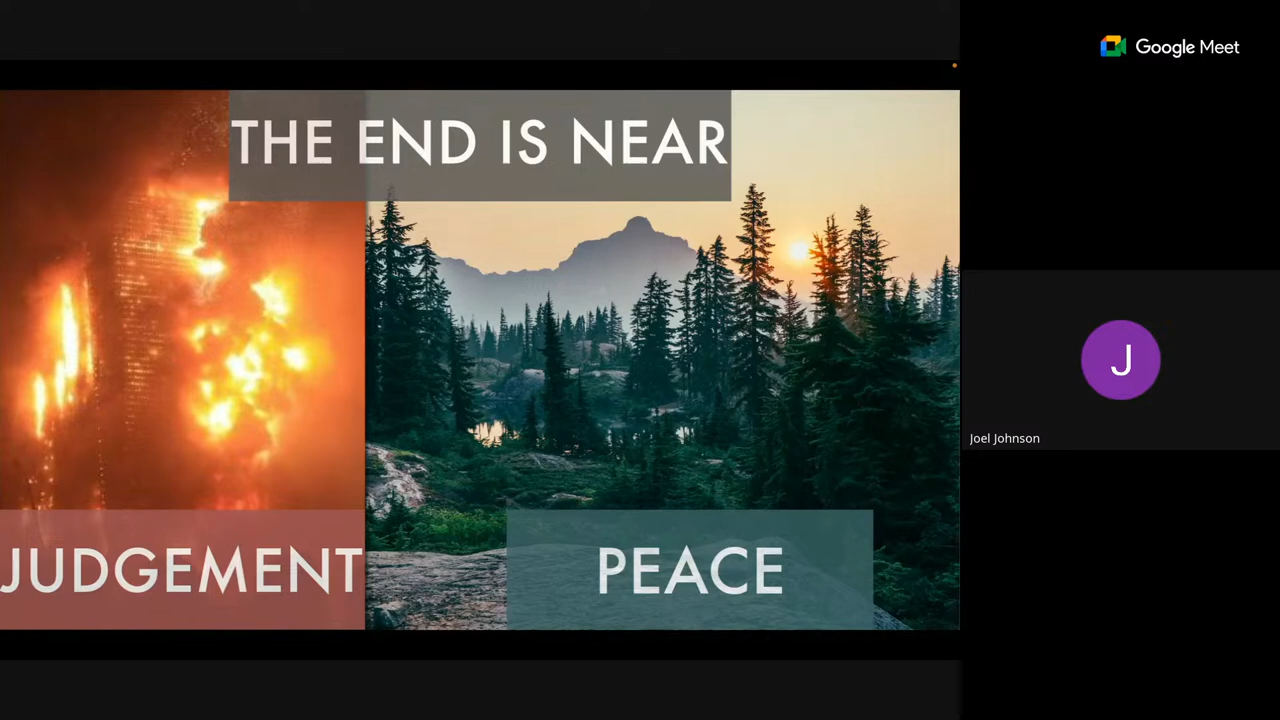 Google Meet
THE END IS NEAR
JUDGEMENT
PEACE
J
Joel Johnson